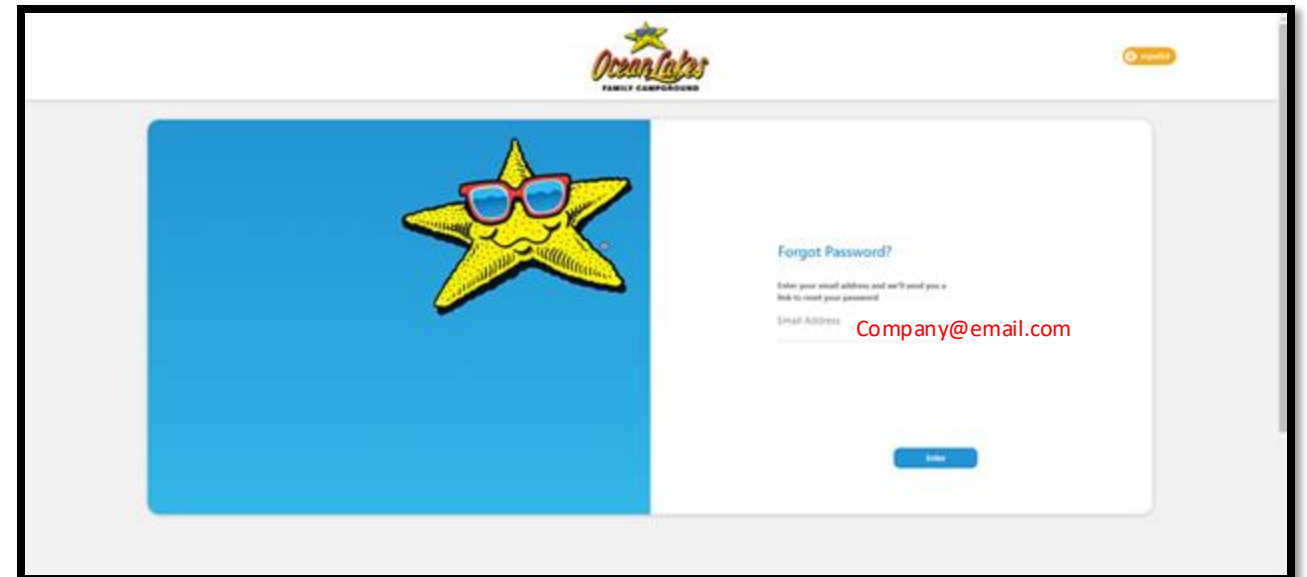 Ocean Lakes
FAMILY CAMPGROUND
español
Forgot Password?
Enter your email address and we'll send you a
link to reset your password
Email Address
Company@email.com
Enter